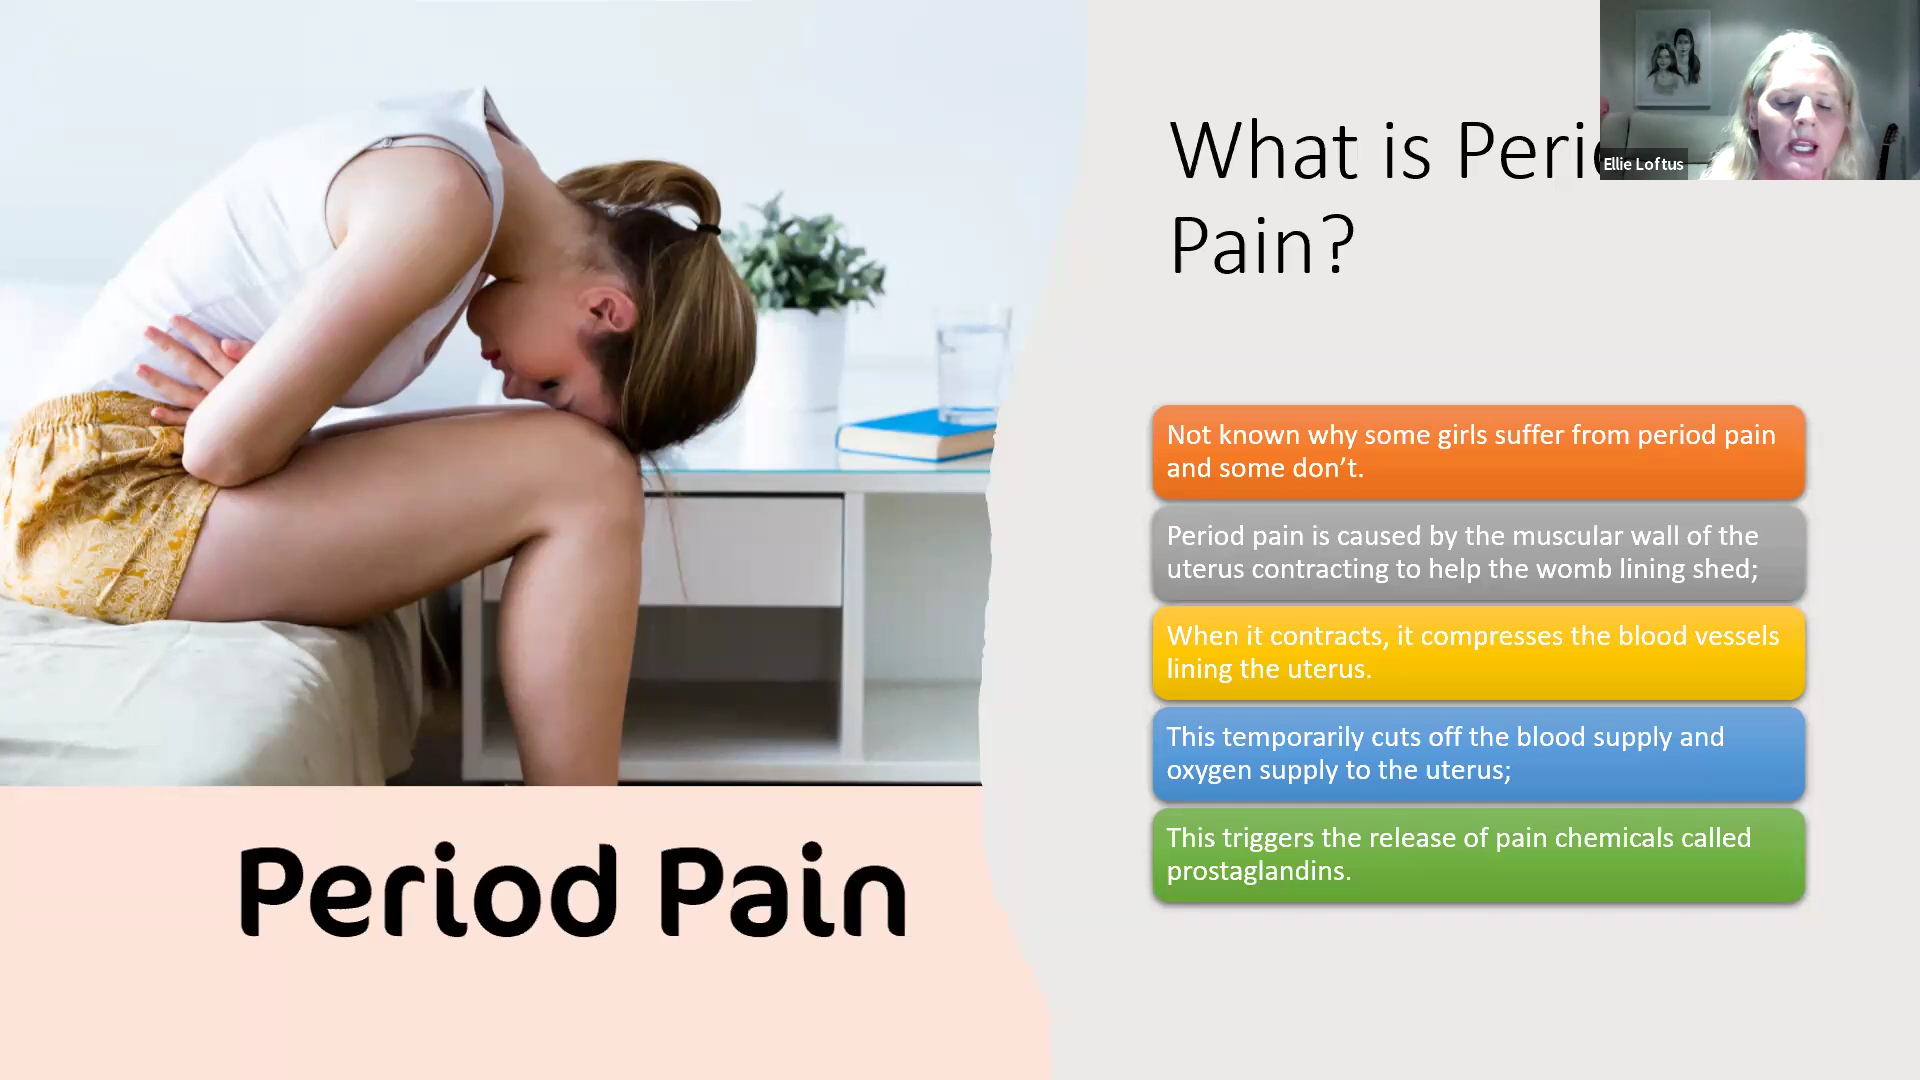 What is Peri
Pain?
Ellie Loftus
Not known why some girls suffer from period pain
and some don’t.
Period pain is caused by the muscular wall of the
uterus contracting to help the womb lining shed;
When it contracts, it compresses the blood vessels
lining the uterus.
This temporarily cuts off the blood supply and
oxygen supply to the uterus;
This triggers the release of pain chemicals called
prostaglandins.
Period Pain